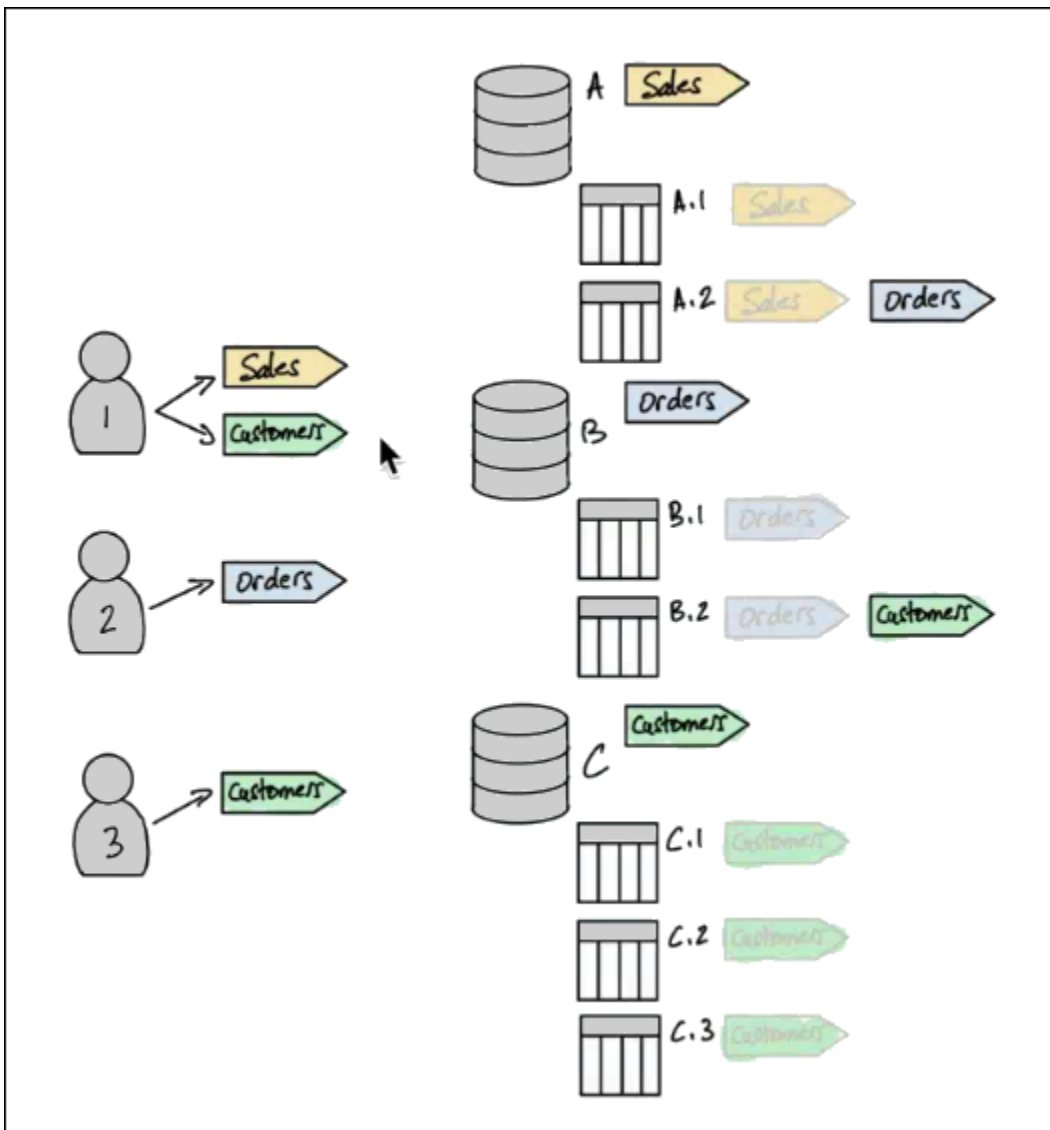 A Sales
A.1 Sales
A.2 Sales Orders
1 Sales
Customers
B Orders
B.1 Orders
2 Orders
B.2 Orders Customers
C Customers
3 Customers
C.1 Customers
C.2 Customers
C.3 Customers